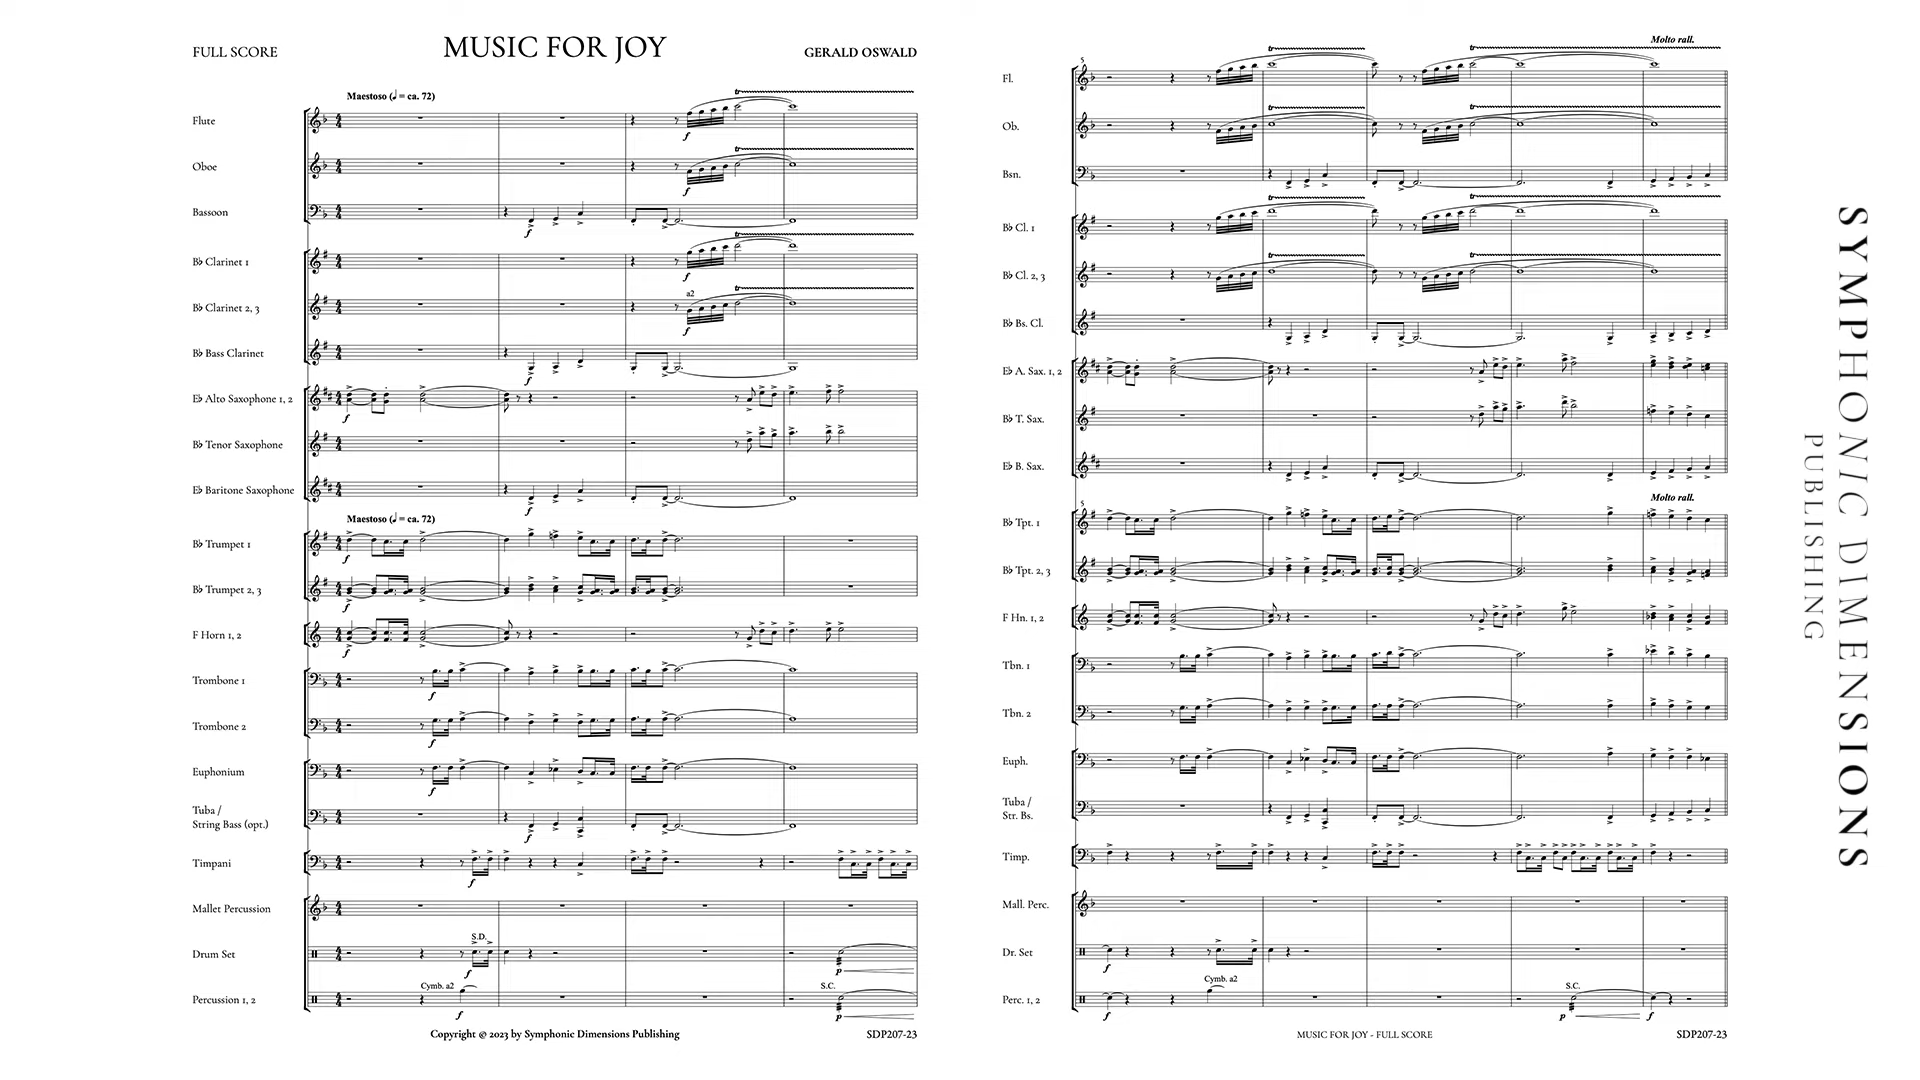 FULL SCORE
MUSIC FOR JOY
GERALD OSWALD
Maestoso (♩ = ca. 72)
Flute
f
Oboe
f
Bassoon
f
B♭ Clarinet 1
f
B♭ Clarinet 2, 3
a2
f
B♭ Bass Clarinet
f
E♭ Alto Saxophone 1, 2
f
B♭ Tenor Saxophone
E♭ Baritone Saxophone
f
Maestoso (♩ = ca. 72)
B♭ Trumpet 1
f
B♭ Trumpet 2, 3
f
F Horn 1, 2
f
Trombone 1
f
Trombone 2
f
Euphonium
f
Tuba /
String Bass (opt.)
f
Timpani
f
Mallet Percussion
S.D.
Drum Set
f
p
Cymb. a2
S.C.
Percussion 1, 2
f
p
Copyright @ 2023 by Symphonic Dimensions Publishing
SDP207-23
Molto rall.
5
Fl.
Ob.
Bsn.
B♭ Cl. 1
B♭ Cl. 2, 3
B♭ Bs. Cl.
E♭ A. Sax. 1, 2
B♭ T. Sax.
E♭ B. Sax.
Molto rall.
5
B♭ Tpt. 1
B♭ Tpt. 2, 3
F Hn. 1, 2
Tbn. 1
Tbn. 2
Euph.
Tuba /
Str. Bs.
Timp.
Mall. Perc.
Dr. Set
f
Cymb. a2
S.C.
Perc. 1, 2
f
p
f
MUSIC FOR JOY - FULL SCORE
SDP207-23
SYMPHONIC DIMENSIONS
PUBLISHING